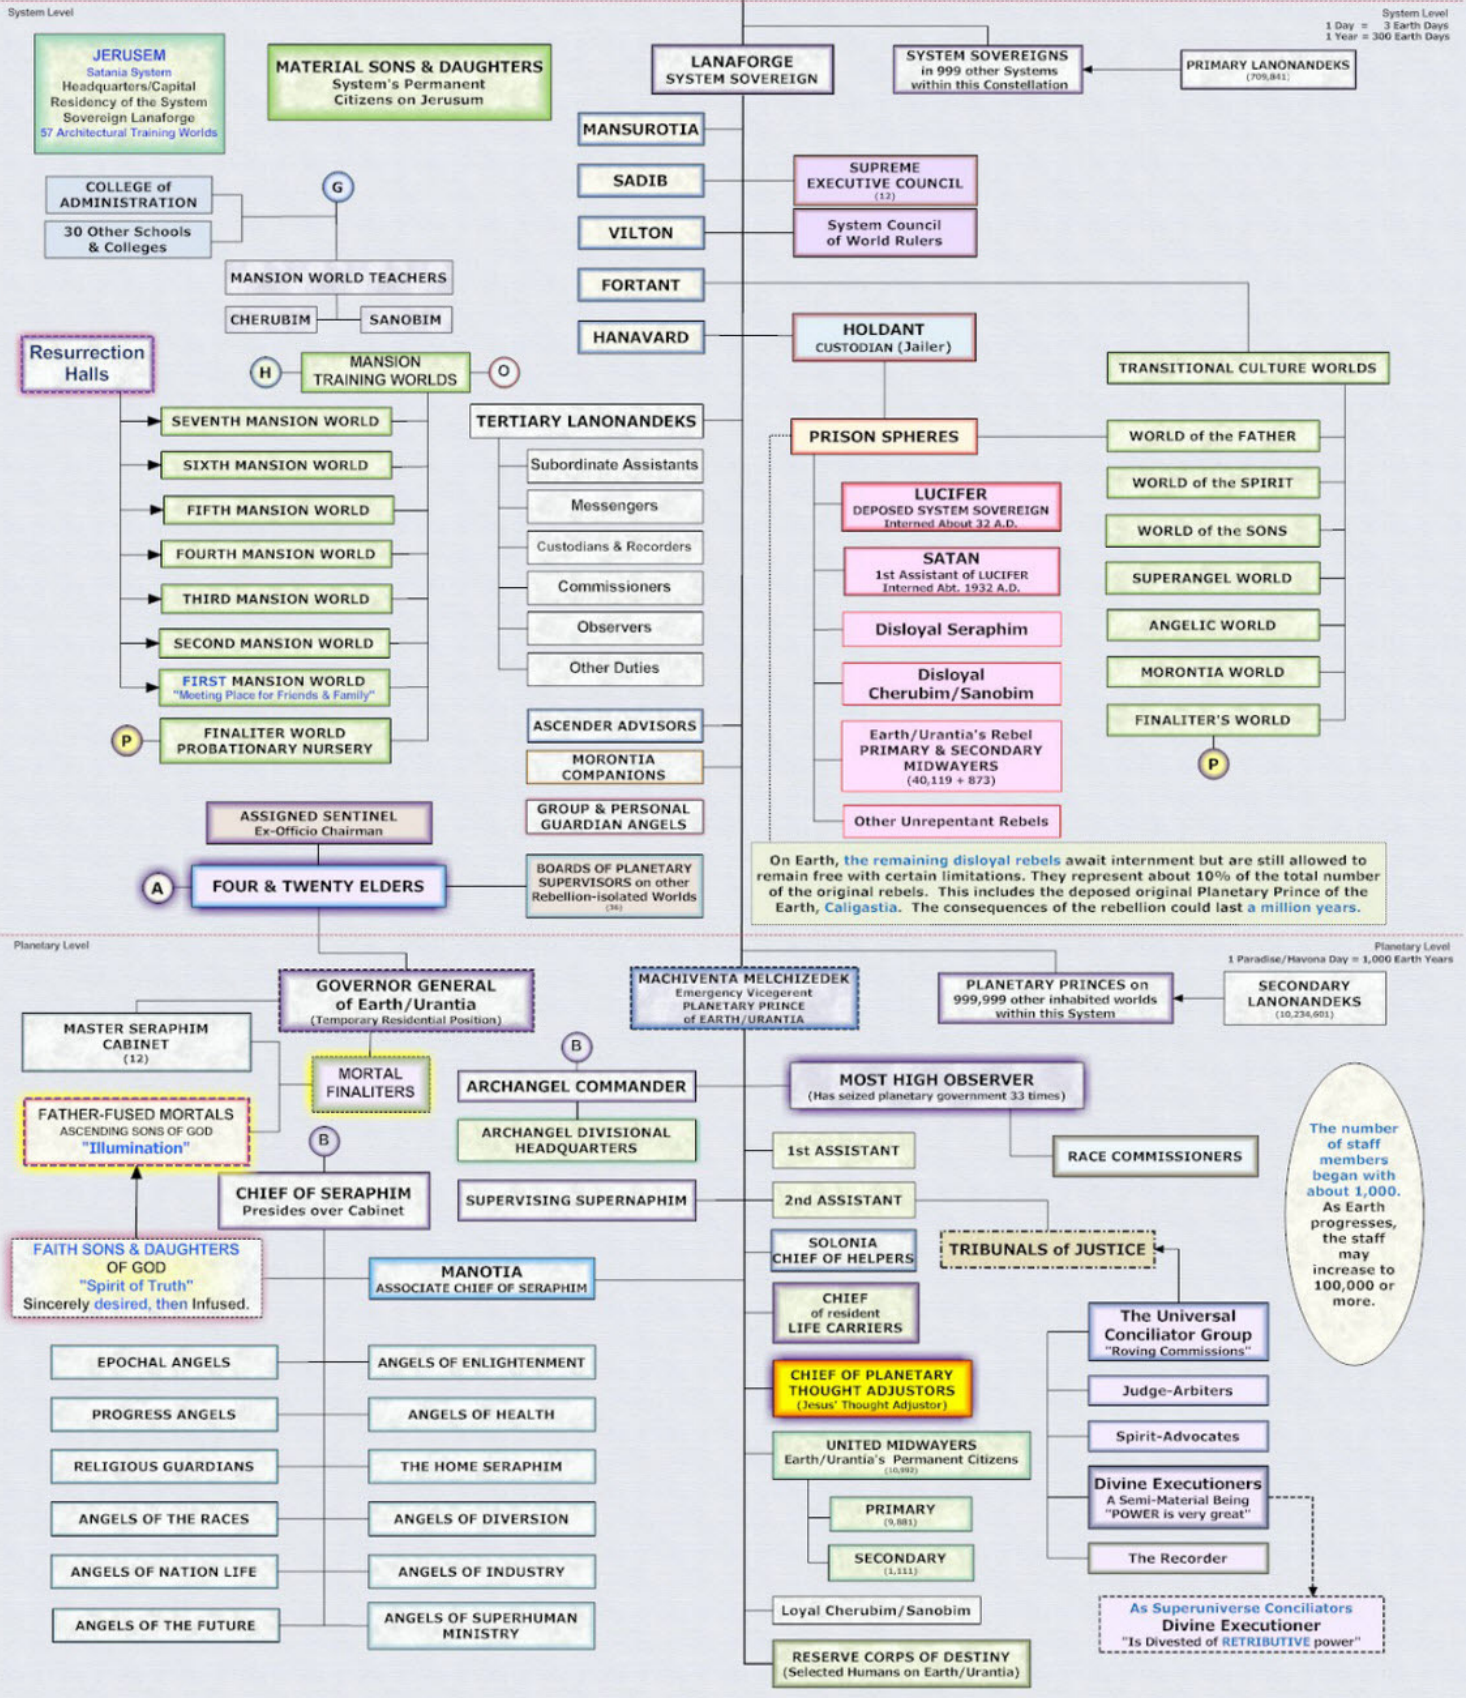 System Level
System Level
1 Day = 3 Earth Days
1 Year = 300 Earth Days
JERUSEM
Satania System
Headquarters/Capital
Residency of the System
Sovereign Lanaforge
57 Architectural Training Worlds
MATERIAL SONS & DAUGHTERS
System's Permanent
Citizens on Jerusum
LANAFORGE
SYSTEM SOVEREIGN
SYSTEM SOVEREIGNS
in 999 other Systems
within this Constellation
PRIMARY LANONANDEKS
(709,841)
MANSUROTIA
SADIB
SUPREME
EXECUTIVE COUNCIL
(12)
VILTON
System Council
of World Rulers
FORTANT
HANAVARD
HOLDANT
CUSTODIAN (Jailer)
COLLEGE of
ADMINISTRATION
30 Other Schools
& Colleges
G
MANSION WORLD TEACHERS
CHERUBIM
SANOBIM
Resurrection
Halls
H
MANSION
TRAINING WORLDS
O
SEVENTH MANSION WORLD
SIXTH MANSION WORLD
FIFTH MANSION WORLD
FOURTH MANSION WORLD
THIRD MANSION WORLD
SECOND MANSION WORLD
FIRST MANSION WORLD
"Meeting Place for Friends & Family"
P
FINALITER WORLD
PROBATIONARY NURSERY
TERTIARY LANONANDEKS
Subordinate Assistants
Messengers
Custodians & Recorders
Commissioners
Observers
Other Duties
ASCENDER ADVISORS
MORONTIA
COMPANIONS
GROUP & PERSONAL
GUARDIAN ANGELS
PRISON SPHERES
LUCIFER
DEPOSED SYSTEM SOVEREIGN
Interned About 32 A.D.
SATAN
1st Assistant of LUCIFER
Interned Abt. 1932 A.D.
Disloyal Seraphim
Disloyal
Cherubim/Sanobim
Earth/Urantia's Rebel
PRIMARY & SECONDARY
MIDWAYERS
(40,119 + 873)
Other Unrepentant Rebels
TRANSITIONAL CULTURE WORLDS
WORLD of the FATHER
WORLD of the SPIRIT
WORLD of the SONS
SUPERANGEL WORLD
ANGELIC WORLD
MORONTIA WORLD
FINALITER'S WORLD
P
ASSIGNED SENTINEL
Ex-Officio Chairman
A
FOUR & TWENTY ELDERS
BOARDS OF PLANETARY
SUPERVISORS on other
Rebellion-isolated Worlds
(36)
On Earth, the remaining disloyal rebels await internment but are still allowed to
remain free with certain limitations. They represent about 10% of the total number
of the original rebels. This includes the deposed original Planetary Prince of the
Earth, Caligastia. The consequences of the rebellion could last a million years.
Planetary Level
Planetary Level
1 Paradise/Havona Day = 1,000 Earth Years
GOVERNOR GENERAL
of Earth/Urantia
(Temporary Residential Position)
MACHIVENTA MELCHIZEDEK
Emergency Vicegerent
PLANETARY PRINCE
of EARTH/URANTIA
PLANETARY PRINCES on
999,999 other inhabited worlds
within this System
SECONDARY
LANONANDEKS
(10,234,601)
MASTER SERAPHIM
CABINET
(12)
MORTAL
FINALITERS
FATHER-FUSED MORTALS
ASCENDING SONS OF GOD
"Illumination"
B
CHIEF OF SERAPHIM
Presides over Cabinet
FAITH SONS & DAUGHTERS
OF GOD
"Spirit of Truth"
Sincerely desired, then Infused.
MANOTIA
ASSOCIATE CHIEF OF SERAPHIM
EPOCHAL ANGELS
ANGELS OF ENLIGHTENMENT
PROGRESS ANGELS
ANGELS OF HEALTH
RELIGIOUS GUARDIANS
THE HOME SERAPHIM
ANGELS OF THE RACES
ANGELS OF DIVERSION
ANGELS OF NATION LIFE
ANGELS OF INDUSTRY
ANGELS OF THE FUTURE
ANGELS OF SUPERHUMAN
MINISTRY
B
ARCHANGEL COMMANDER
ARCHANGEL DIVISIONAL
HEADQUARTERS
SUPERVISING SUPERNAPHIM
MOST HIGH OBSERVER
(Has seized planetary government 33 times)
RACE COMMISSIONERS
1st ASSISTANT
2nd ASSISTANT
SOLONIA
CHIEF OF HELPERS
CHIEF
of resident
LIFE CARRIERS
CHIEF OF PLANETARY
THOUGHT ADJUSTORS
(Jesus' Thought Adjustor)
UNITED MIDWAYERS
Earth/Urantia's Permanent Citizens
(10,992)
PRIMARY
(9,881)
SECONDARY
(1,111)
Loyal Cherubim/Sanobim
RESERVE CORPS OF DESTINY
(Selected Humans on Earth/Urantia)
TRIBUNALS of JUSTICE
The Universal
Conciliator Group
"Roving Commissions"
Judge-Arbiters
Spirit-Advocates
Divine Executioners
A Semi-Material Being
"POWER is very great"
The Recorder
As Superuniverse Conciliators
Divine Executioner
"Is Divested of RETRIBUTIVE power"
The number
of staff
members
began with
about 1,000.
As Earth
progresses,
the staff
may
increase to
100,000 or
more.